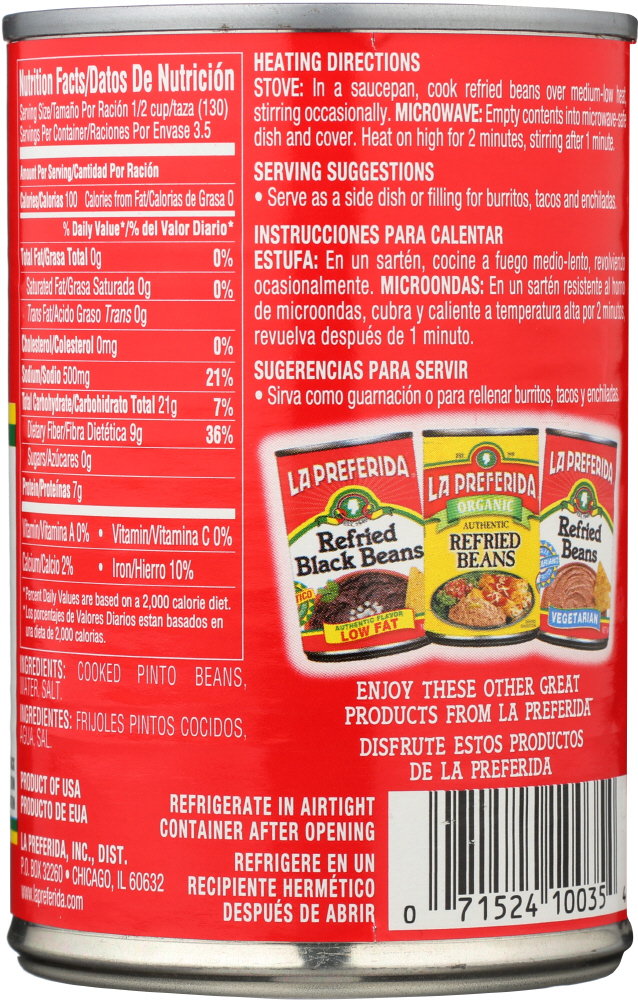 Nutrition Facts/Datos De Nutrición
Serving Size/Tamaño Por Ración 1/2 cup/taza (130)
Servings Per Container/Raciones Por Envase 3.5
Amount Per Serving/Cantidad Por Ración
Calories/Calorías 100 Calories from Fat/Calorías de Grasa 0
% Daily Value*/% del Valor Diario*
Total Fat/Grasa Total 0g 0%
Saturated Fat/Grasa Saturada 0g 0%
Trans Fat/Acido Graso Trans 0g
Cholesterol/Colesterol 0mg 0%
Sodium/Sodio 500mg 21%
Total Carbohydrate/Carbohidrato Total 21g 7%
Dietary Fiber/Fibra Dietética 9g 36%
Sugars/Azúcares 0g
Protein/Proteínas 7g
Vitamin/Vitamina A 0% • Vitamin/Vitamina C 0%
Calcium/Calcio 2% • Iron/Hierro 10%
*Percent Daily Values are based on a 2,000 calorie diet.
*Los porcentajes de Valores Diarios estan basados en
una dieta de 2,000 calorias.
INGREDIENTS: COOKED PINTO BEANS,
WATER, SALT.
INGREDIENTES: FRIJOLES PINTOS COCIDOS,
AGUA, SAL.
PRODUCT OF USA
PRODUCTO DE EUA
LA PREFERIDA, INC., DIST.
P.O. BOX 32260 • CHICAGO, IL 60632
www.lapreferida.com
HEATING DIRECTIONS
STOVE: In a saucepan, cook refried beans over medium-low heat,
stirring occasionally. MICROWAVE: Empty contents into microwave-safe
dish and cover. Heat on high for 2 minutes, stirring after 1 minute.
SERVING SUGGESTIONS
• Serve as a side dish or filling for burritos, tacos and enchiladas.
INSTRUCCIONES PARA CALENTAR
ESTUFA: En un sartén, cocine a fuego medio-lento, revolviendo
ocasionalmente. MICROONDAS: En un sartén resistente al horno
de microondas, cubra y caliente a temperatura alta por 2 minutos,
revuelva después de 1 minuto.
SUGERENCIAS PARA SERVIR
• Sirva como guarnación o para rellenar burritos, tacos y enchiladas.
LA PREFERIDA
Refried
Black Beans
AUTHENTIC FLAVOR
LOW FAT
LA PREFERIDA
ORGANIC
AUTHENTIC
REFRIED
BEANS
LA PREFERIDA
Refried
Beans
VEGETARIAN
ENJOY THESE OTHER GREAT
PRODUCTS FROM LA PREFERIDA
DISFRUTE ESTOS PRODUCTOS
DE LA PREFERIDA
REFRIGERATE IN AIRTIGHT
CONTAINER AFTER OPENING
REFRIGERE EN UN
RECIPIENTE HERMÉTICO
DESPUÉS DE ABRIR
0 71524 10035 4